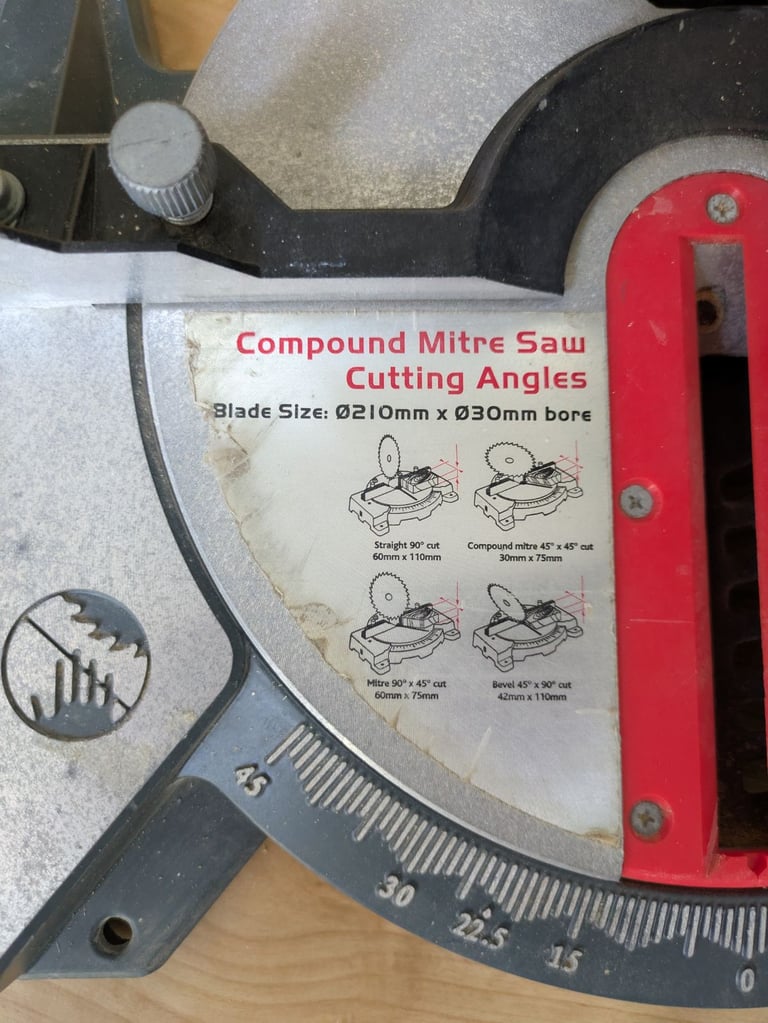 Compound Mitre Saw
Cutting Angles
Blade Size: Ø210mm x Ø30mm bore
Straight 90° cut
60mm x 110mm
Compound mitre 45° x 45° cut
30mm x 75mm
Mitre 90° x 45° cut
60mm x 75mm
Bevel 45° x 90° cut
42mm x 110mm
45
30
22.5
15
0